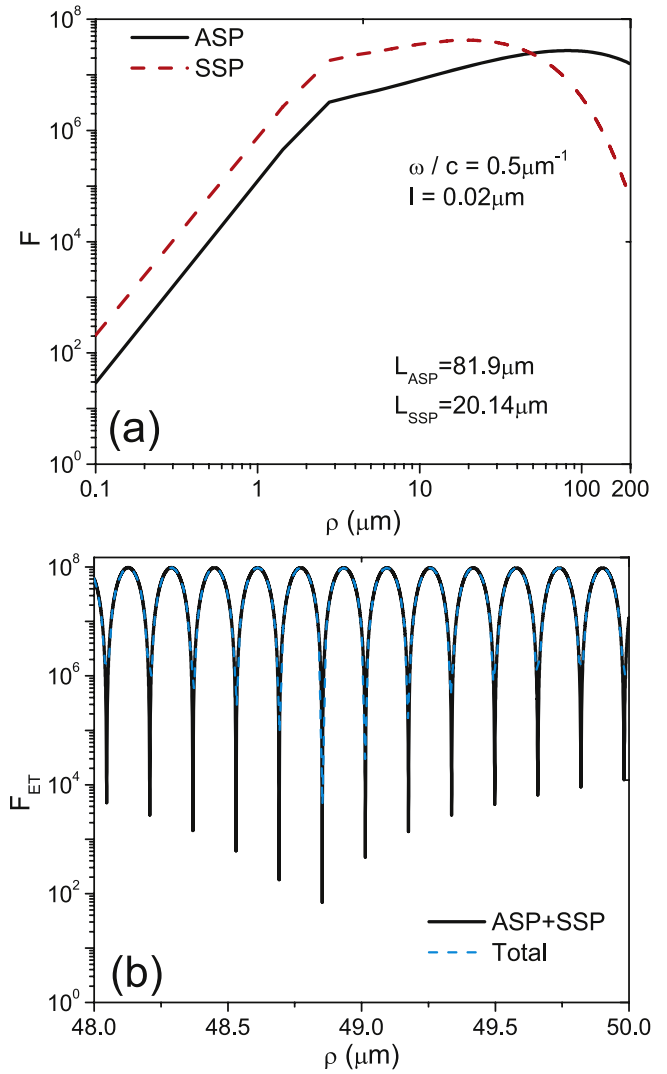 10^8
ASP
SSP
10^6
ω / c = 0.5μm^-1
l = 0.02μm
F
10^4
10^2
L_ASP=81.9μm
L_SSP=20.14μm
(a)
10^0
0.1 1 10 100 200
ρ (μm)
10^8
10^6
F_ET
10^4
10^2
ASP+SSP
Total
(b)
10^0
48.0 48.5 49.0 49.5 50.0
ρ (μm)